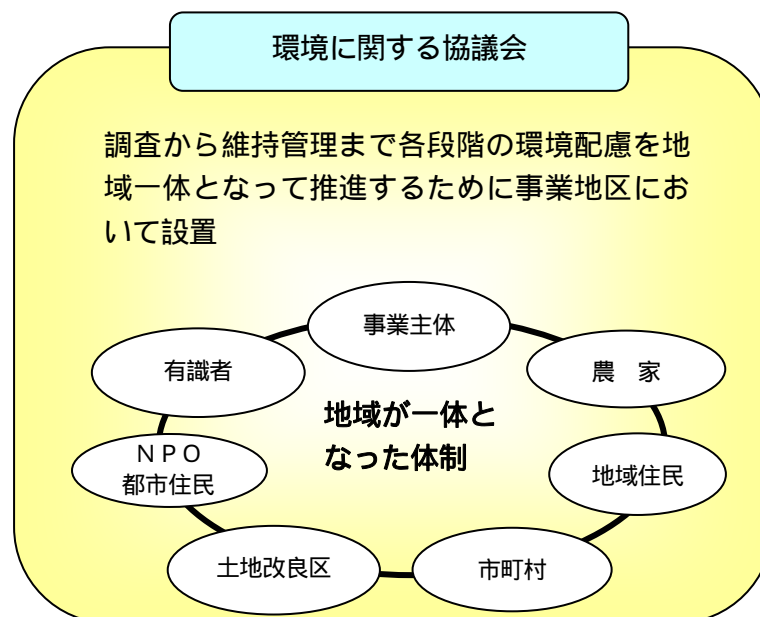 環境に関する協議会
調査から維持管理まで各段階の環境配慮を地
域一体となって推進するために事業地区にお
いて設置
事業主体
有識者
農　家
地域が一体と
なった体制
ＮＰＯ
都市住民
地域住民
土地改良区
市町村